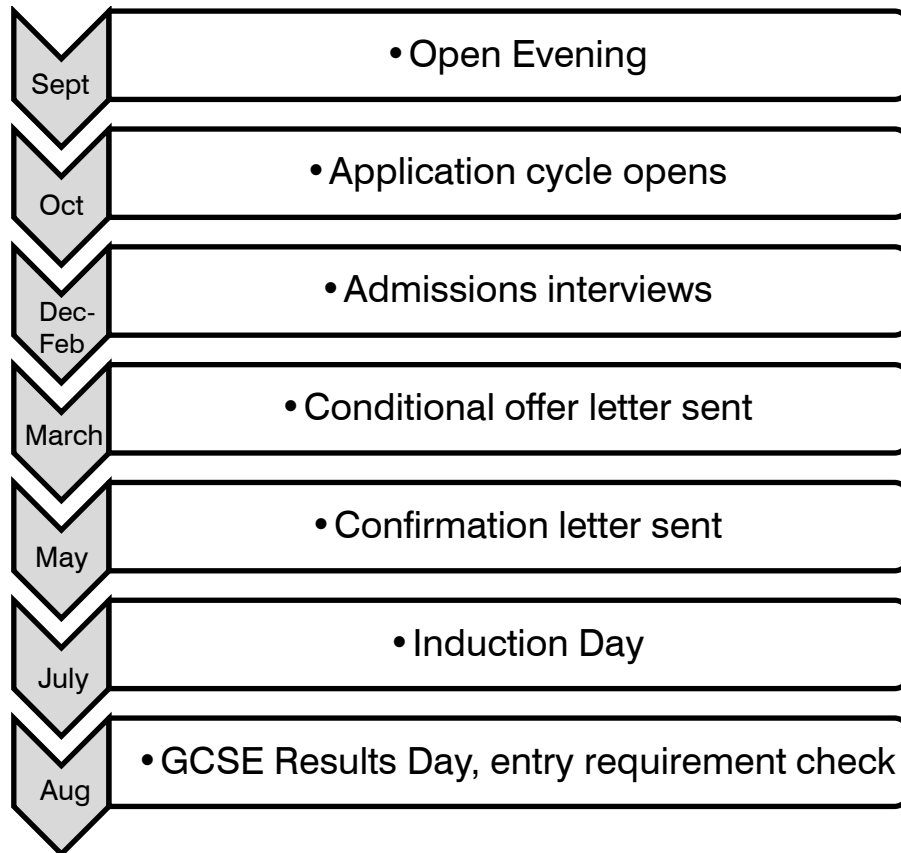 Sept
• Open Evening
Oct
• Application cycle opens
Dec-
Feb
• Admissions interviews
March
• Conditional offer letter sent
May
• Confirmation letter sent
July
• Induction Day
Aug
• GCSE Results Day, entry requirement check